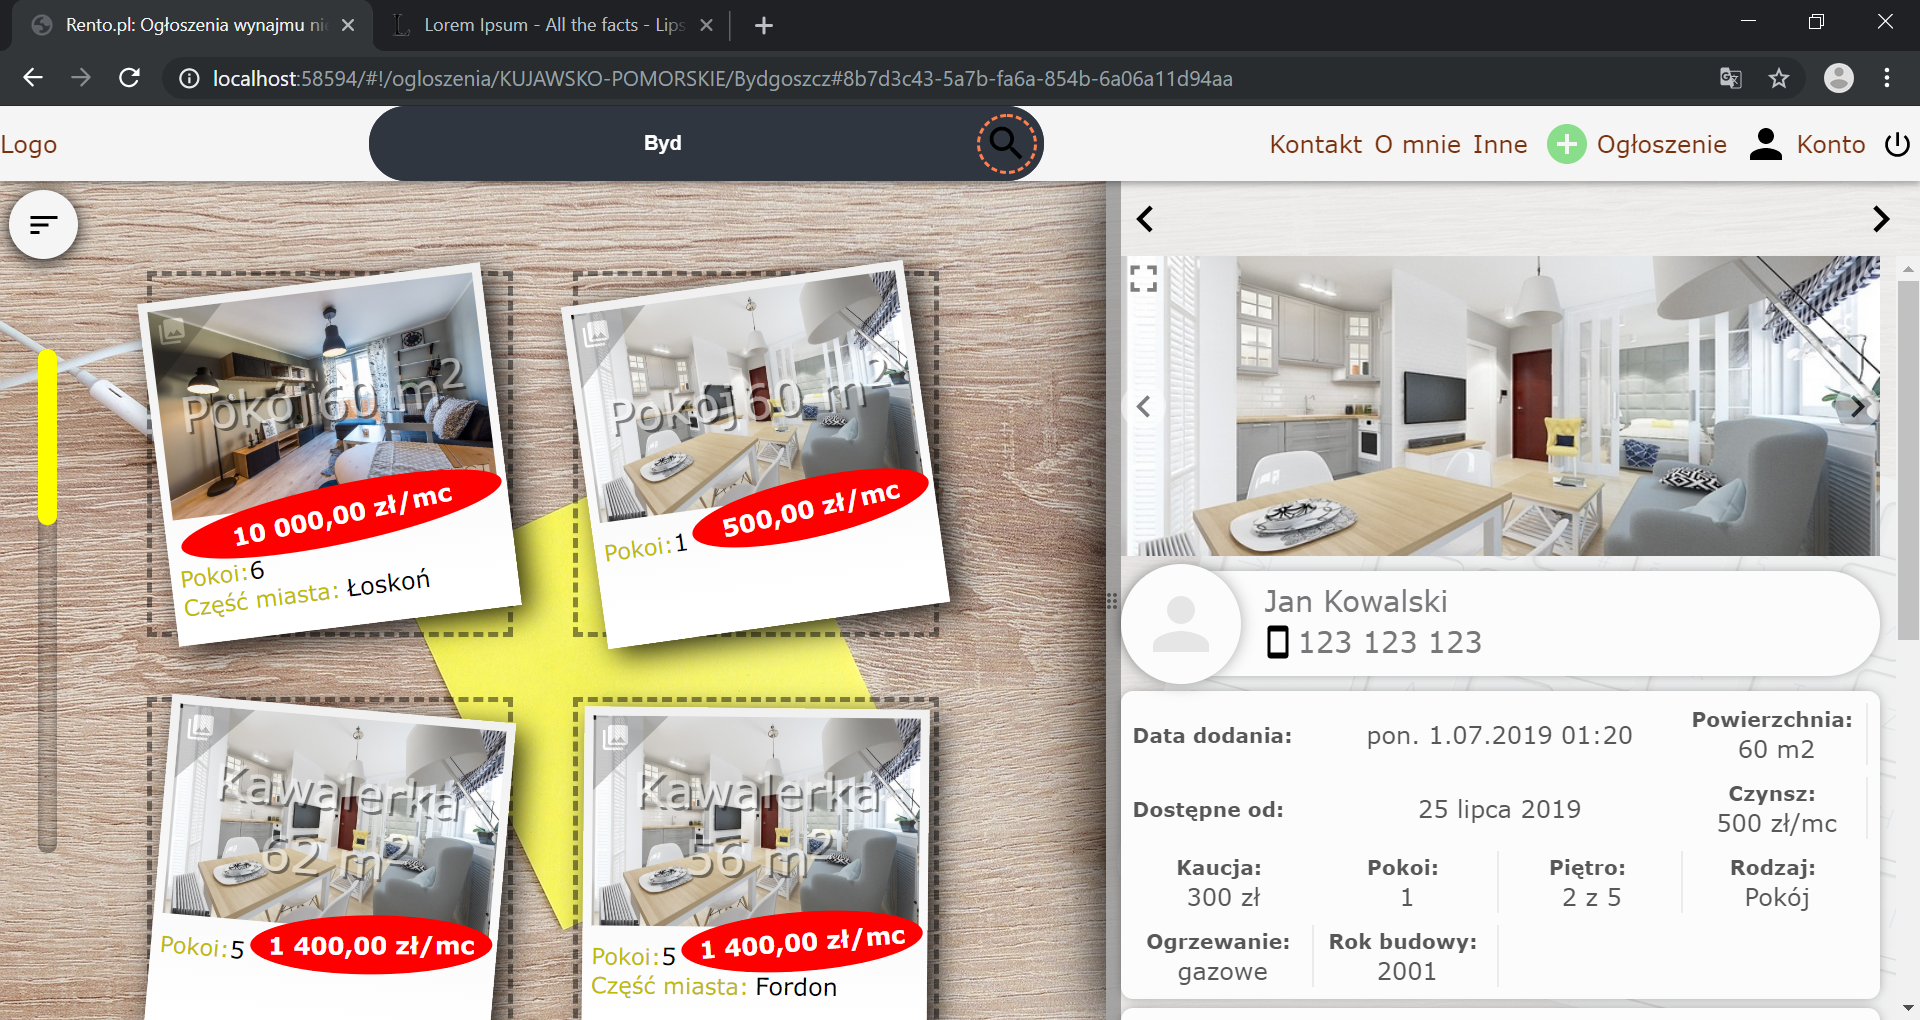 Rento.pl: Ogłoszenia wynajmu nie
Lorem Ipsum - All the facts - Lips
localhost:58594/#!/ogloszenia/KUJAWSKO-POMORSKIE/Bydgoszcz#8b7d3c43-5a7b-fa6a-854b-6a06a11d94aa
Logo
Byd
Kontakt O mnie Inne
Ogłoszenie
Konto
Pokój 60 m2
10 000,00 zł/mc
Pokoi:6
Część miasta: Łoskoń
Pokój 60 m2
500,00 zł/mc
Pokoi:1
Kawalerka
62 m2
1 400,00 zł/mc
Pokoi:5
Kawalerka
56 m2
1 400,00 zł/mc
Pokoi:5
Część miasta: Fordon
Jan Kowalski
123 123 123
Data dodania: pon. 1.07.2019 01:20
Powierzchnia:
60 m2
Dostępne od: 25 lipca 2019
Czynsz:
500 zł/mc
Kaucja:
300 zł
Pokoi:
1
Piętro:
2 z 5
Rodzaj:
Pokój
Ogrzewanie:
gazowe
Rok budowy:
2001